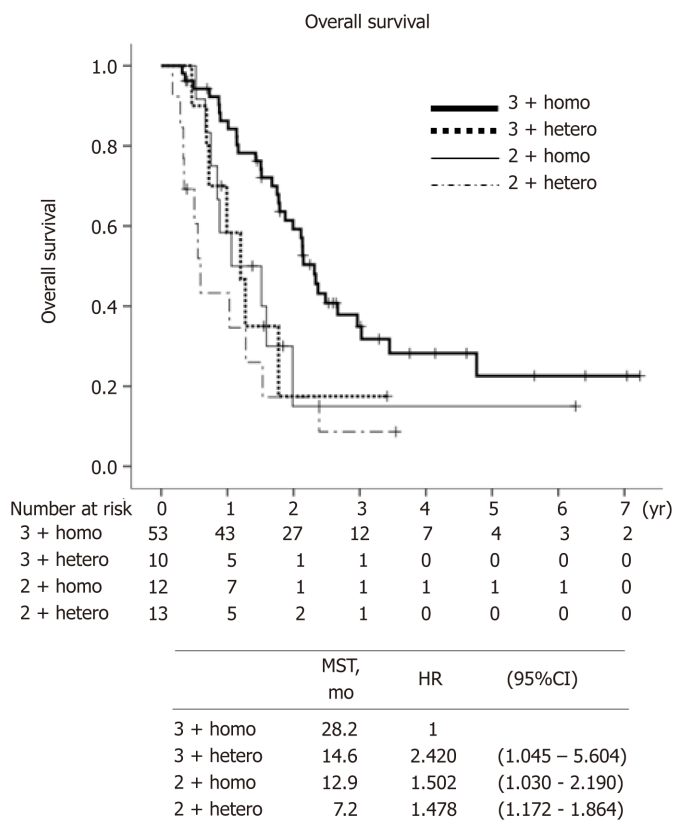 Overall survival
1.0
0.8
0.6
0.4
0.2
0.0
Overall survival
3 + homo
3 + hetero
2 + homo
2 + hetero
Number at risk 0 1 2 3 4 5 6 7 (yr)
3 + homo 53 43 27 12 7 4 3 2
3 + hetero 10 5 1 1 0 0 0 0
2 + homo 12 7 1 1 1 1 1 0
2 + hetero 13 5 2 1 0 0 0 0
MST, mo HR (95%CI)
3 + homo 28.2 1
3 + hetero 14.6 2.420 (1.045 – 5.604)
2 + homo 12.9 1.502 (1.030 - 2.190)
2 + hetero 7.2 1.478 (1.172 - 1.864)